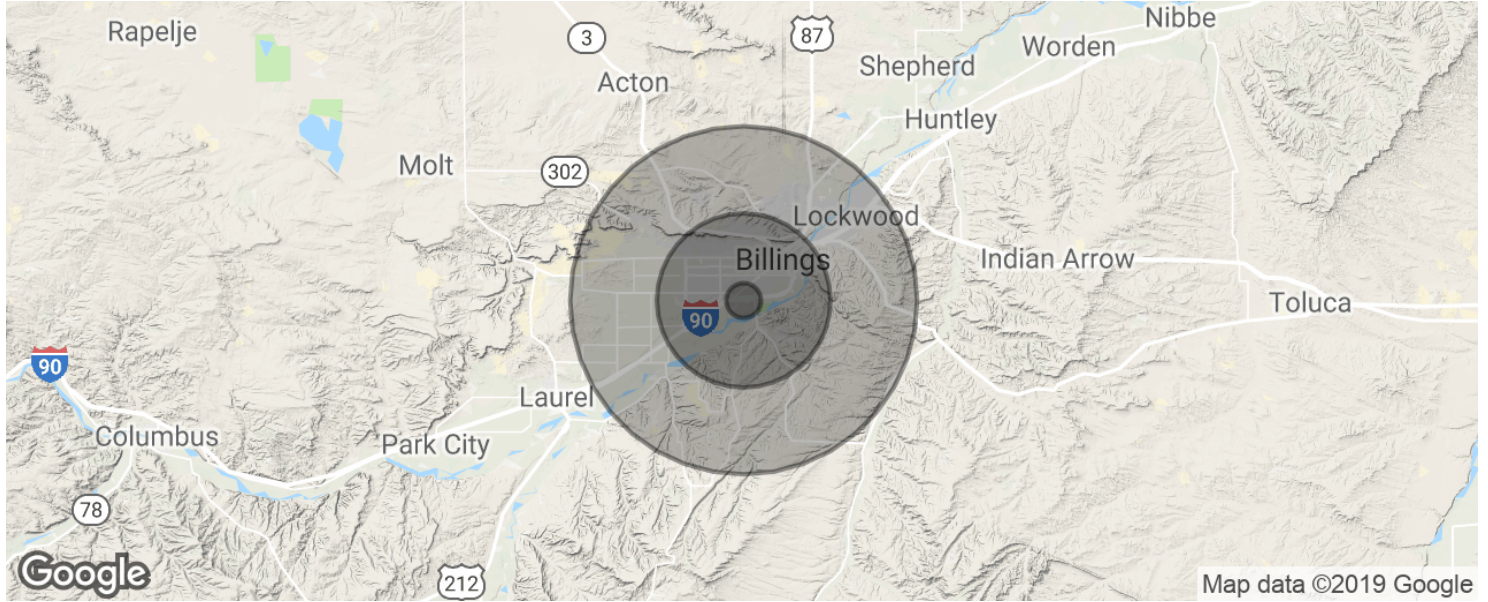 Nibbe
Rapelje
3
87
Worden
Shepherd
Acton
Huntley
Molt
302
Lockwood
Billings
Indian Arrow
Toluca
90
90
Laurel
Columbus
Park City
78
Google
212
Map data ©2019 Google